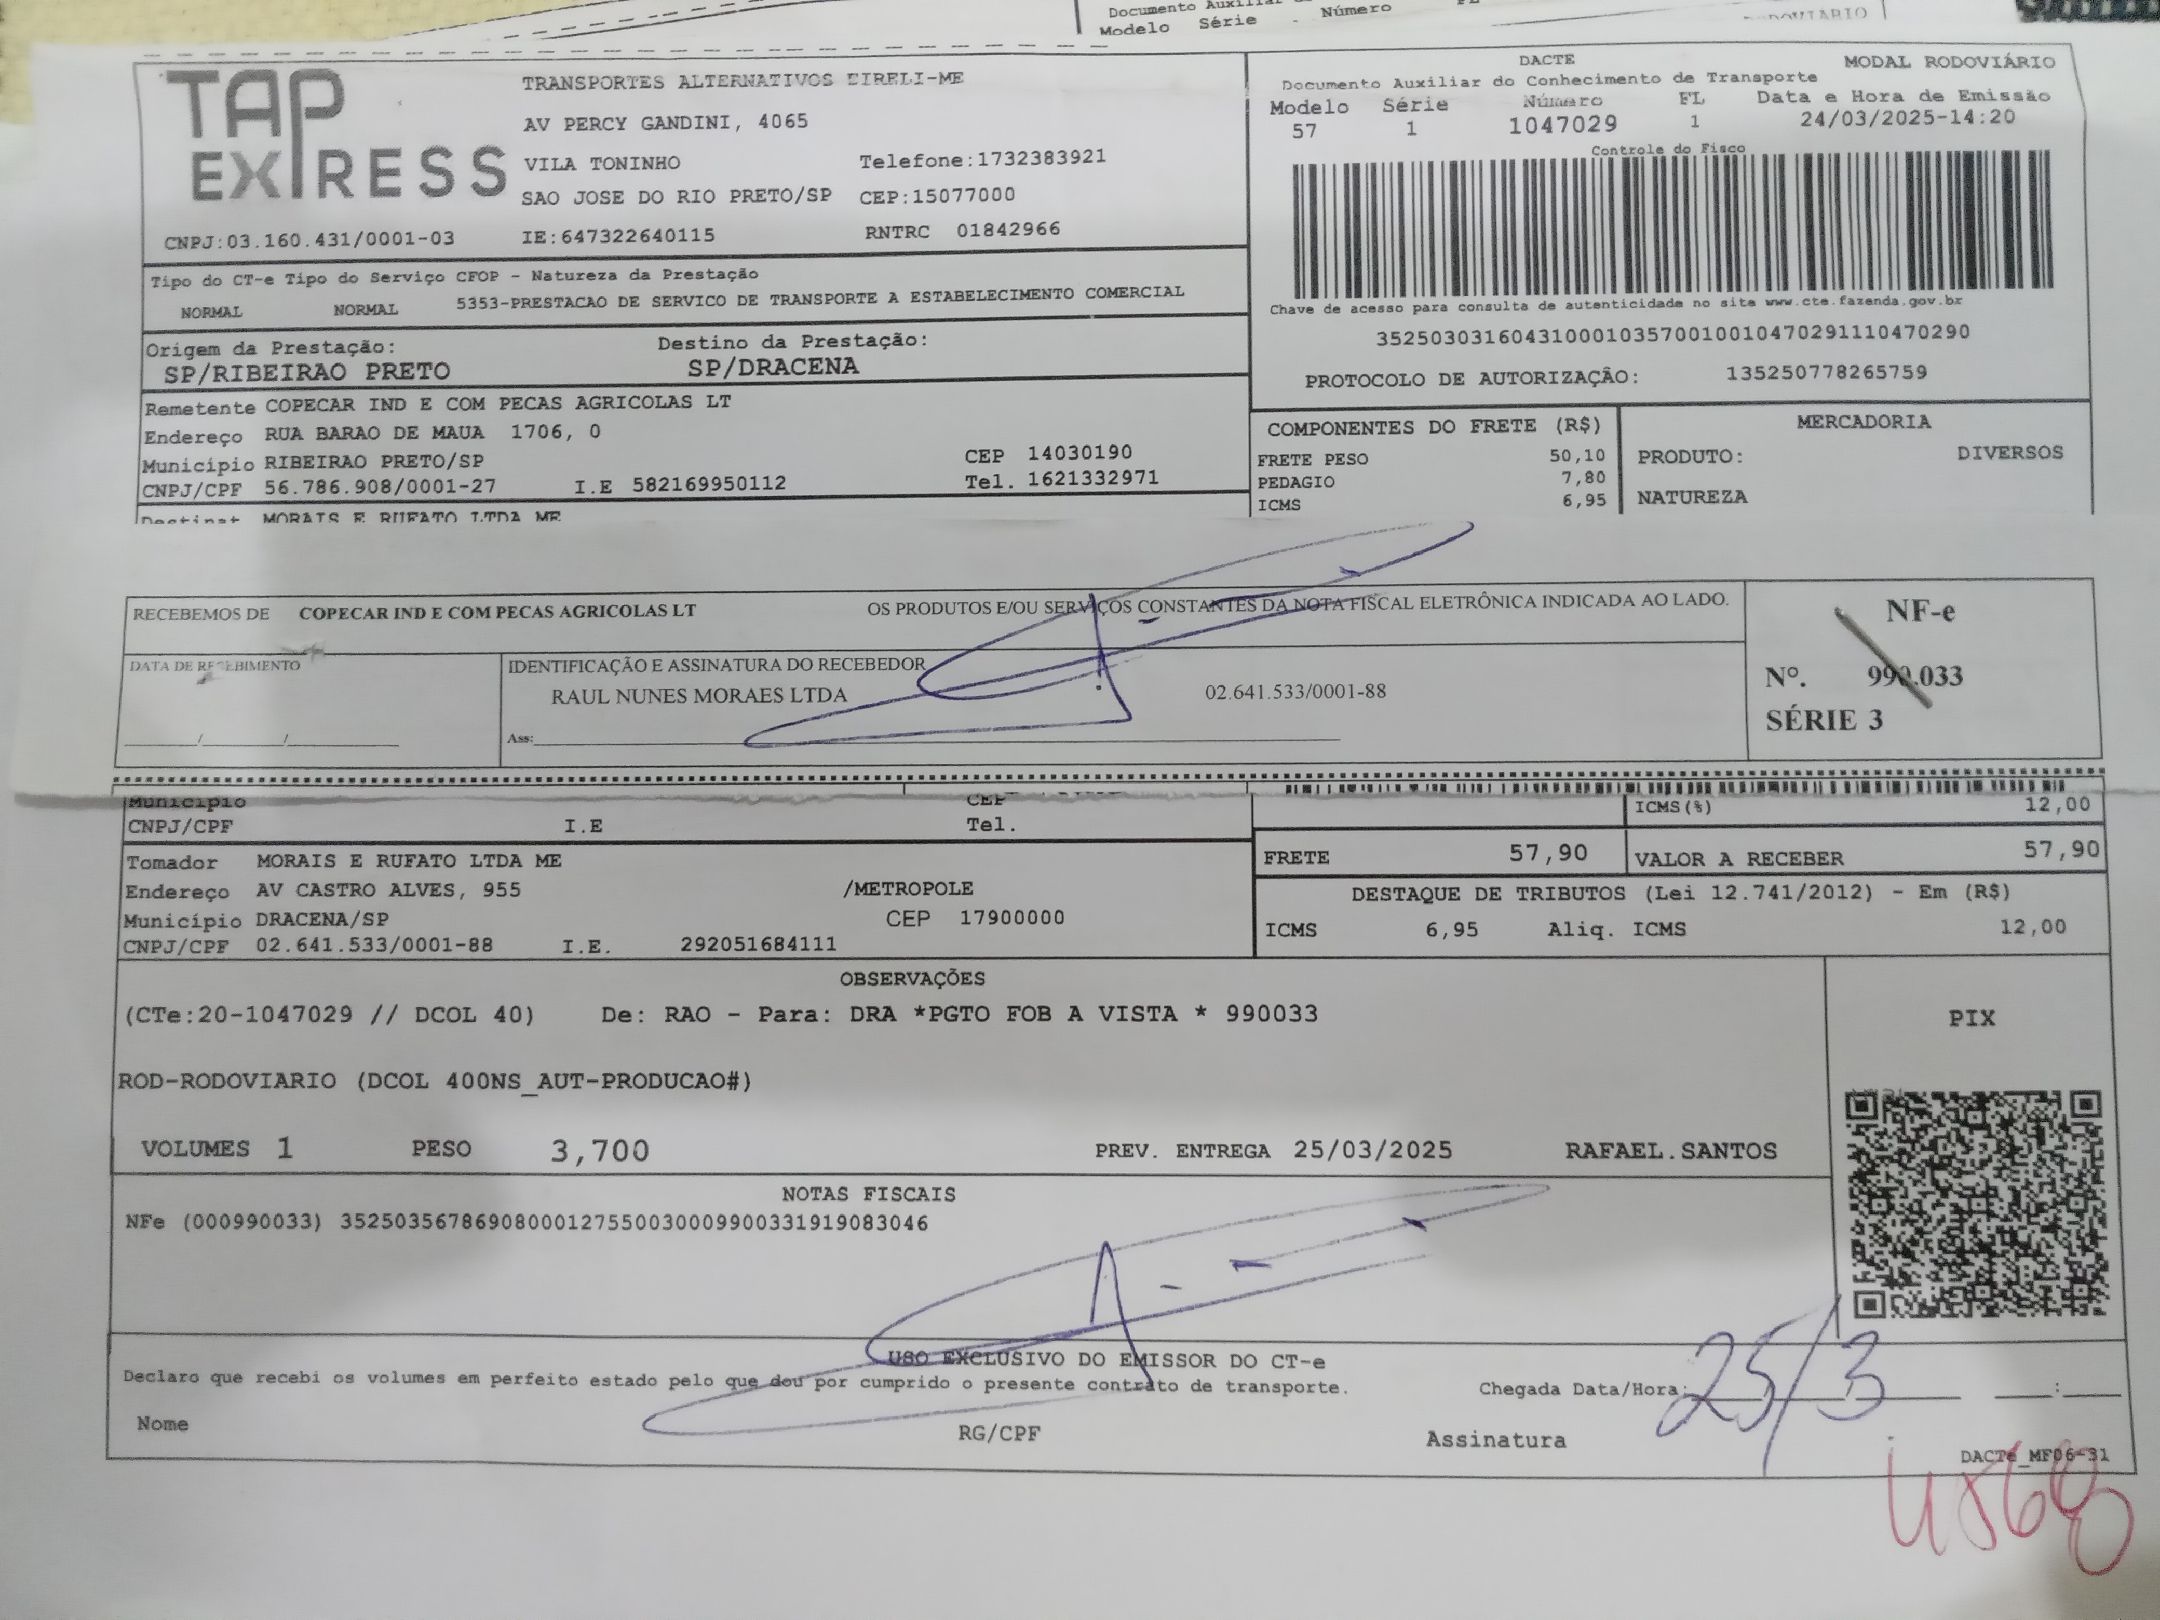 Documento Auxiliar
Modelo Série - Número
RODOVIÁRIO
TAP EXPRESS
TRANSPORTES ALTERNATIVOS EIRELI-ME
AV PERCY GANDINI, 4065
VILA TONINHO Telefone:1732383921
SAO JOSE DO RIO PRETO/SP CEP:15077000
CNPJ:03.160.431/0001-03 IE:647322640115 RNTRC 01842966
DACTE MODAL RODOVIÁRIO
Documento Auxiliar do Conhecimento de Transporte
Modelo Série Número FL Data e Hora de Emissão
57 1 1047029 1 24/03/2025-14:20
Controle do Fisco
Chave de acesso para consulta de autenticidade no site www.cte.fazenda.gov.br
35250303160431000103570010010470291110470290
PROTOCOLO DE AUTORIZAÇÃO: 135250778265759
Tipo do CT-e Tipo do Serviço CFOP - Natureza da Prestação
NORMAL NORMAL 5353-PRESTACAO DE SERVICO DE TRANSPORTE A ESTABELECIMENTO COMERCIAL
Origem da Prestação: Destino da Prestação:
SP/RIBEIRAO PRETO SP/DRACENA
Remetente COPECAR IND E COM PECAS AGRICOLAS LT
Endereço RUA BARAO DE MAUA 1706, 0
Município RIBEIRAO PRETO/SP CEP 14030190
CNPJ/CPF 56.786.908/0001-27 I.E 582169950112 Tel. 1621332971
Destinat MORAIS E RUFATO LTDA ME
COMPONENTES DO FRETE (R$) MERCADORIA
FRETE PESO 50,10 PRODUTO: DIVERSOS
PEDAGIO 7,80
ICMS 6,95 NATUREZA
RECEBEMOS DE COPECAR IND E COM PECAS AGRICOLAS LT OS PRODUTOS E/OU SERVIÇOS CONSTANTES DA NOTA FISCAL ELETRÔNICA INDICADA AO LADO.
NF-e
DATA DE RECEBIMENTO IDENTIFICAÇÃO E ASSINATURA DO RECEBEDOR
RAUL NUNES MORAES LTDA 02.641.533/0001-88
Nº. 990.033
SÉRIE 3
___/___/___ Ass:
Município CEP ICMS(%) 12,00
CNPJ/CPF I.E Tel.
Tomador MORAIS E RUFATO LTDA ME
FRETE 57,90 VALOR A RECEBER 57,90
Endereço AV CASTRO ALVES, 955 /METROPOLE
DESTAQUE DE TRIBUTOS (Lei 12.741/2012) - Em (R$)
Município DRACENA/SP CEP 17900000
ICMS 6,95 Aliq. ICMS 12,00
CNPJ/CPF 02.641.533/0001-88 I.E. 292051684111
OBSERVAÇÕES
(CTe:20-1047029 // DCOL 40) De: RAO - Para: DRA *PGTO FOB A VISTA * 990033
PIX
ROD-RODOVIARIO (DCOL 400NS_AUT-PRODUCAO#)
VOLUMES 1 PESO 3,700 PREV. ENTREGA 25/03/2025 RAFAEL.SANTOS
NOTAS FISCAIS
NFe (000990033) 35250356786908000127550030009900331919083046
USO EXCLUSIVO DO EMISSOR DO CT-e
Declaro que recebi os volumes em perfeito estado pelo que dou por cumprido o presente contrato de transporte. Chegada Data/Hora: 25/3
Nome RG/CPF Assinatura
DACTe_MF06-31